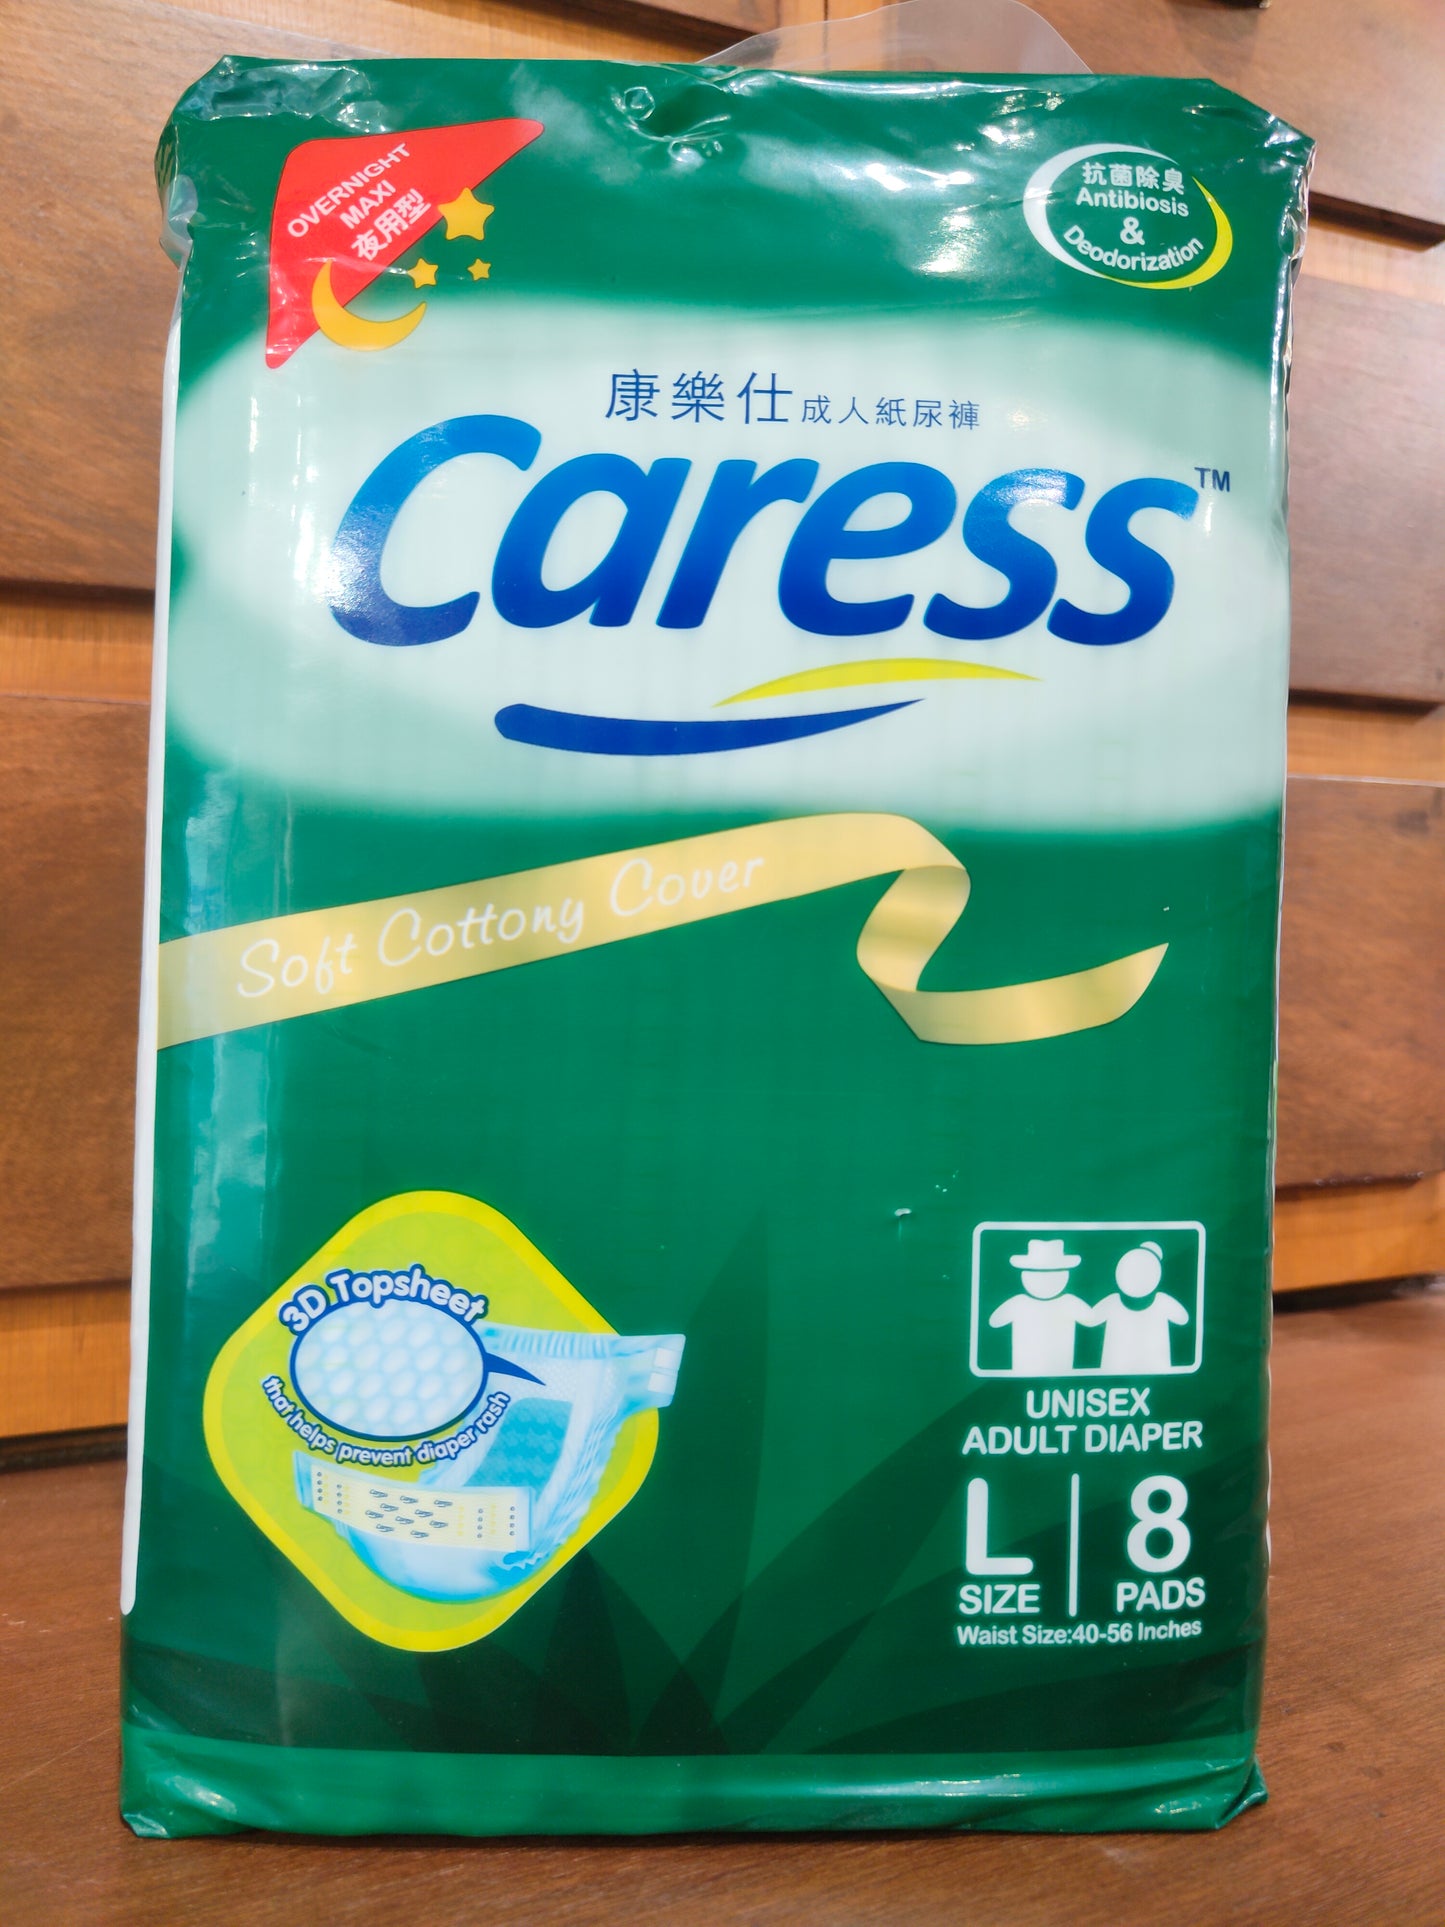 OVERNIGHT
MAXI
夜用型
抗菌除臭
Antibiosis
&
Deodorization
康樂仕成人紙尿褲
Caress™
Soft Cottony Cover
3D Topsheet
that helps prevent diaper rash
UNISEX
ADULT DIAPER
L 8
SIZE PADS
Waist Size:40-56 Inches